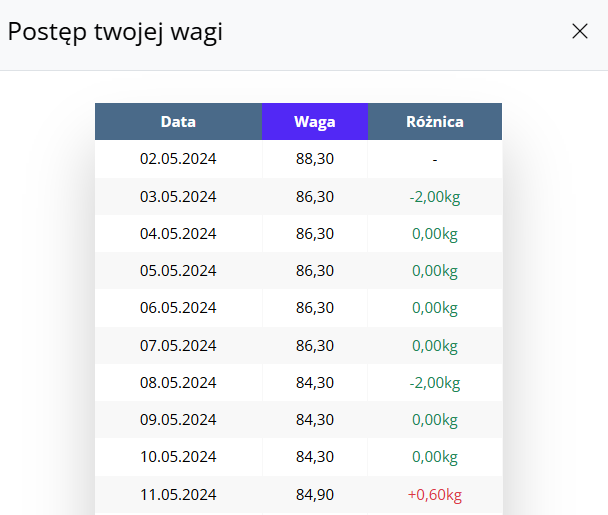 Postęp twojej wagi
Data Waga Różnica
02.05.2024 88,30 -
03.05.2024 86,30 -2,00kg
04.05.2024 86,30 0,00kg
05.05.2024 86,30 0,00kg
06.05.2024 86,30 0,00kg
07.05.2024 86,30 0,00kg
08.05.2024 84,30 -2,00kg
09.05.2024 84,30 0,00kg
10.05.2024 84,30 0,00kg
11.05.2024 84,90 +0,60kg